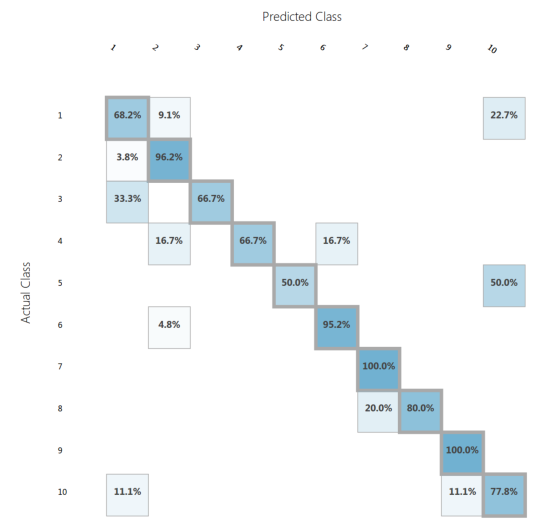 Predicted Class
1 2 3 4 5 6 7 8 9 10
1 68.2% 9.1% 22.7%
2 3.8% 96.2%
3 33.3% 66.7%
4 16.7% 66.7% 16.7%
5 50.0% 50.0%
6 4.8% 95.2%
7 100.0%
8 20.0% 80.0%
9 100.0%
10 11.1% 11.1% 77.8%
Actual Class